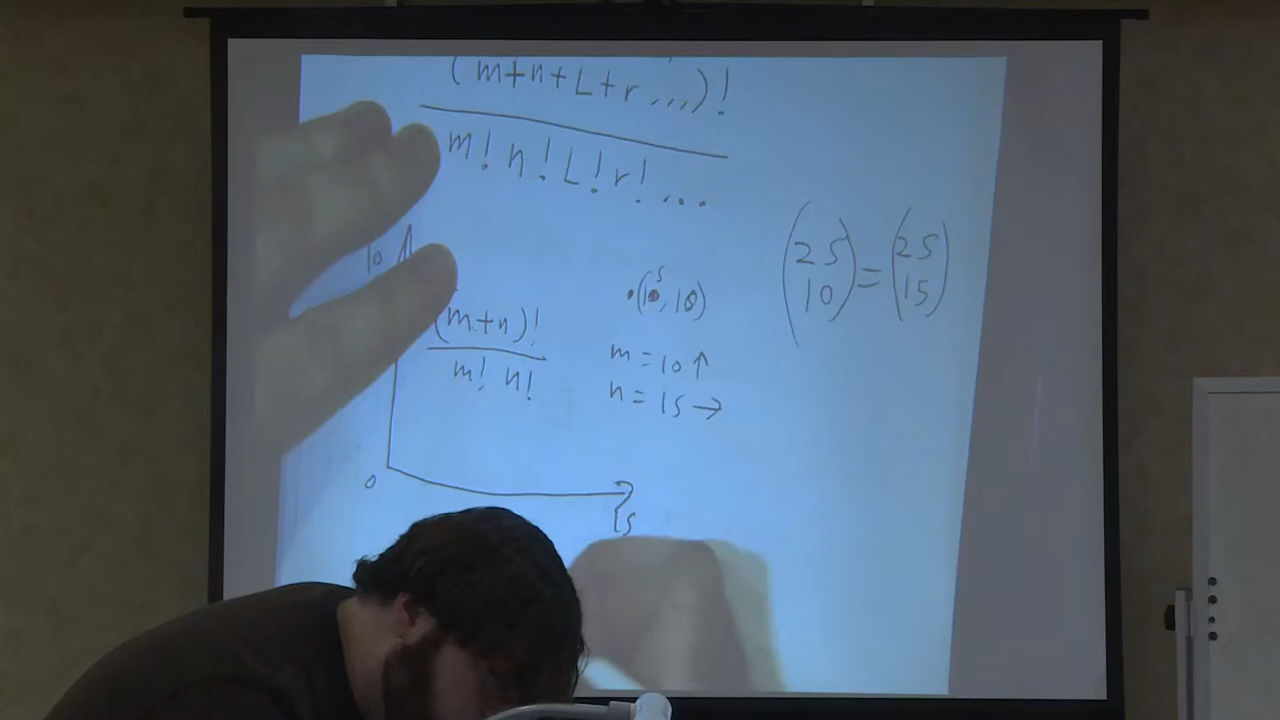 (m+n+L+r...)!
m! n! L! r! ...
10
(m+n)!
m! n!
(15, 10)
m = 10 ↑
n = 15 →
(25 10) = (25 15)
0
15